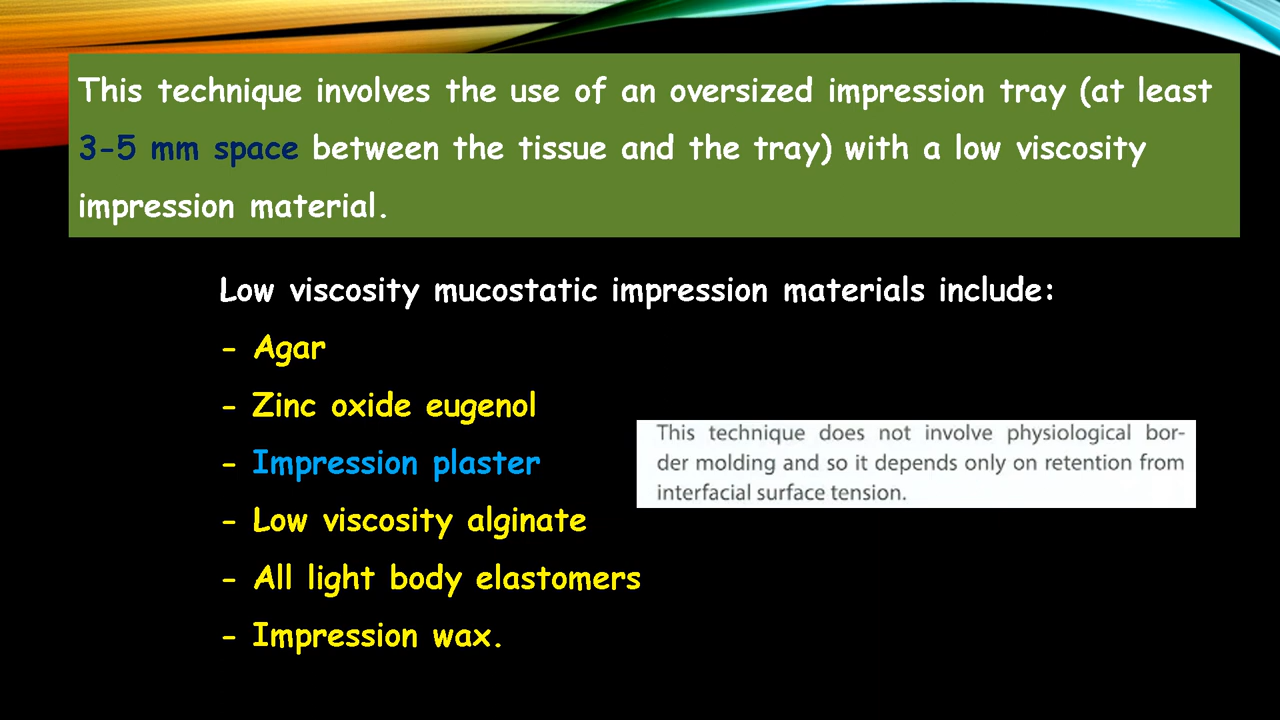 This technique involves the use of an oversized impression tray (at least
3-5 mm space between the tissue and the tray) with a low viscosity
impression material.
Low viscosity mucostatic impression materials include:
- Agar
- Zinc oxide eugenol
- Impression plaster
- Low viscosity alginate
- All light body elastomers
- Impression wax.
This technique does not involve physiological bor-
der molding and so it depends only on retention from
interfacial surface tension.